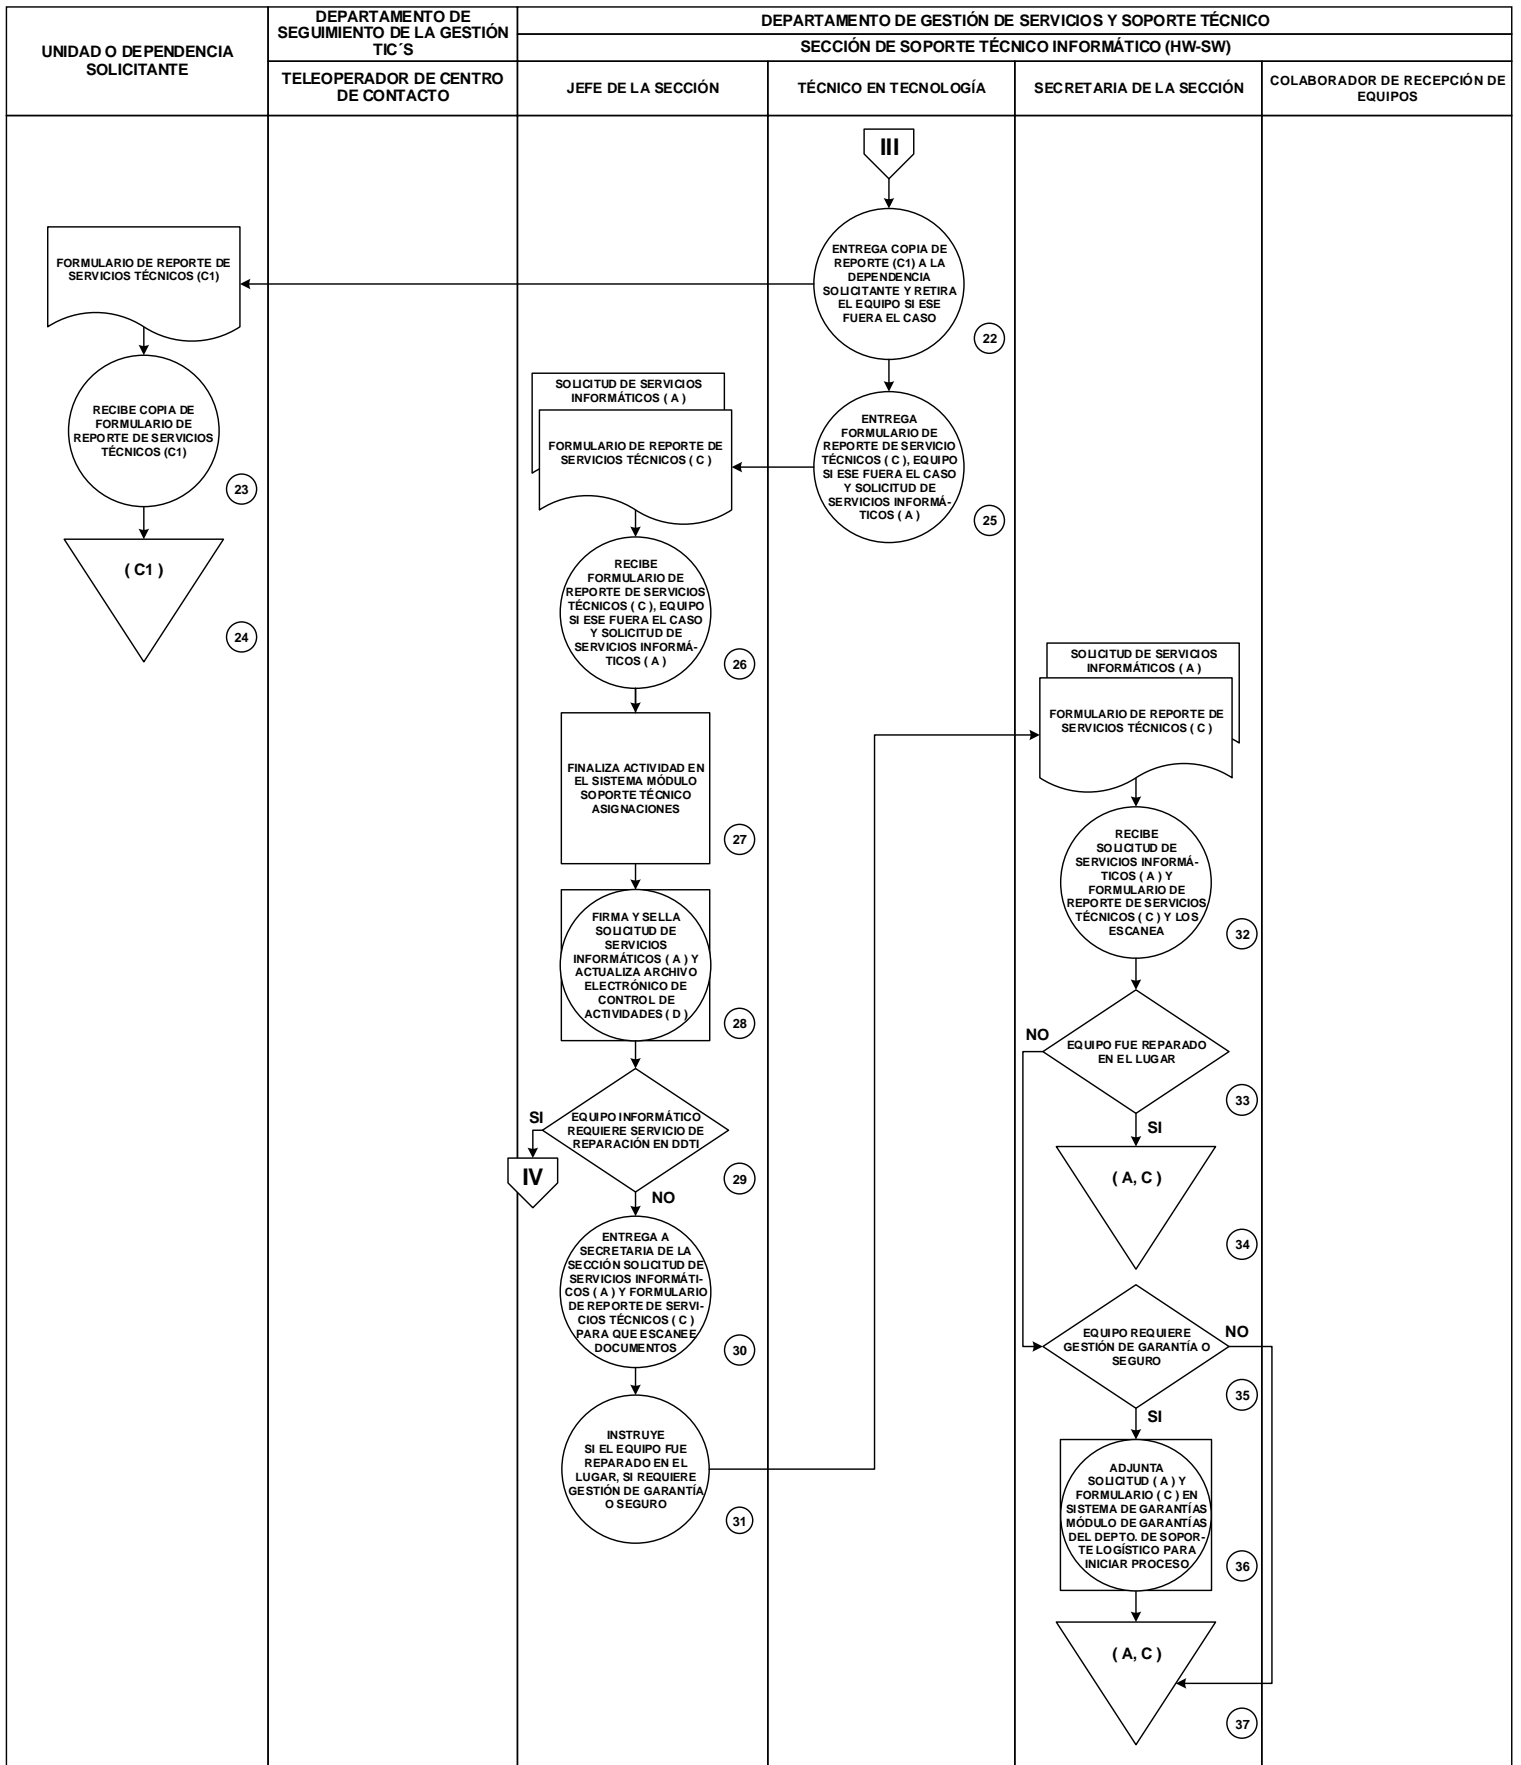 UNIDAD O DEPENDENCIA
SOLICITANTE
DEPARTAMENTO DE
SEGUIMIENTO DE LA GESTIÓN
TIC´S
TELEOPERADOR DE CENTRO
DE CONTACTO
DEPARTAMENTO DE GESTIÓN DE SERVICIOS Y SOPORTE TÉCNICO
SECCIÓN DE SOPORTE TÉCNICO INFORMÁTICO (HW-SW)
JEFE DE LA SECCIÓN
TÉCNICO EN TECNOLOGÍA
SECRETARIA DE LA SECCIÓN
COLABORADOR DE RECEPCIÓN DE
EQUIPOS
III
ENTREGA COPIA DE
REPORTE (C1) A LA
DEPENDENCIA
SOLICITANTE Y RETIRA
EL EQUIPO SI ESE
FUERA EL CASO
22
FORMULARIO DE REPORTE DE
SERVICIOS TÉCNICOS (C1)
RECIBE COPIA DE
FORMULARIO DE
REPORTE DE SERVICIOS
TÉCNICOS (C1)
23
( C1 )
24
ENTREGA
FORMULARIO DE
REPORTE DE SERVICIO
TÉCNICOS ( C ), EQUIPO
SI ESE FUERA EL CASO
Y SOLICITUD DE
SERVICIOS INFORMÁ-
TICOS ( A )
25
SOLICITUD DE SERVICIOS
INFORMÁTICOS ( A )
FORMULARIO DE REPORTE DE
SERVICIOS TÉCNICOS ( C )
RECIBE
FORMULARIO DE
REPORTE DE SERVICIOS
TÉCNICOS ( C ), EQUIPO
SI ESE FUERA EL CASO
Y SOLICITUD DE
SERVICIOS INFORMÁ-
TICOS ( A )
26
FINALIZA ACTIVIDAD EN
EL SISTEMA MÓDULO
SOPORTE TÉCNICO
ASIGNACIONES
27
FIRMA Y SELLA
SOLICITUD DE
SERVICIOS
INFORMÁTICOS ( A ) Y
ACTUALIZA ARCHIVO
ELECTRÓNICO DE
CONTROL DE
ACTIVIDADES ( D )
28
EQUIPO INFORMÁTICO
REQUIERE SERVICIO DE
REPARACIÓN EN DDTI
29
SI
IV
NO
ENTREGA A
SECRETARIA DE LA
SECCIÓN SOLICITUD DE
SERVICIOS INFORMÁTI-
COS ( A ) Y FORMULARIO
DE REPORTE DE SERVI-
CIOS TÉCNICOS ( C )
PARA QUE ESCANEE
DOCUMENTOS
30
INSTRUYE
SI EL EQUIPO FUE
REPARADO EN EL
LUGAR, SI REQUIERE
GESTIÓN DE GARANTÍA
O SEGURO
31
SOLICITUD DE SERVICIOS
INFORMÁTICOS ( A )
FORMULARIO DE REPORTE DE
SERVICIOS TÉCNICOS ( C )
RECIBE
SOLICITUD DE
SERVICIOS INFORMÁ-
TICOS ( A ) Y
FORMULARIO DE
REPORTE DE SERVICIOS
TÉCNICOS ( C ) Y LOS
ESCANEA
32
NO
EQUIPO FUE REPARADO
EN EL LUGAR
33
SI
( A, C )
34
EQUIPO REQUIERE
GESTIÓN DE GARANTÍA O
SEGURO
NO
35
SI
ADJUNTA
SOLICITUD ( A ) Y
FORMULARIO ( C ) EN
SISTEMA DE GARANTÍAS
MÓDULO DE GARANTÍAS
DEL DEPTO. DE SOPOR-
TE LOGÍSTICO PARA
INICIAR PROCESO
36
( A, C )
37